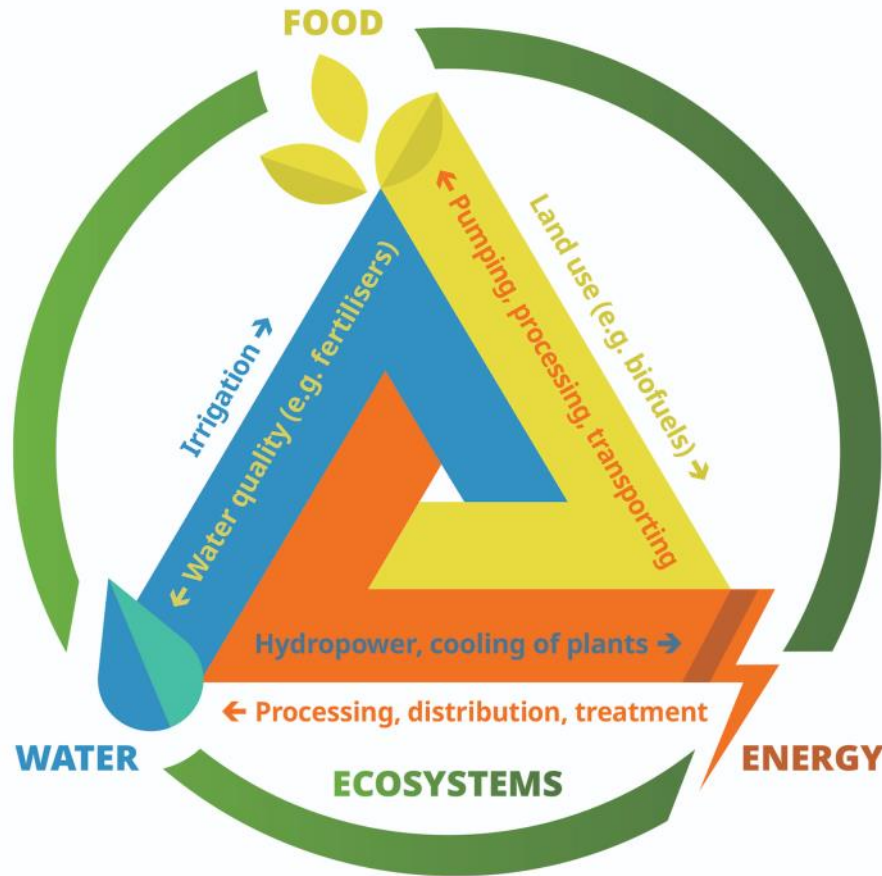 FOOD
Irrigation →
← Water quality (e.g. fertilisers)
← Pumping, processing, transporting
Land use (e.g. biofuels) →
Hydropower, cooling of plants →
← Processing, distribution, treatment
WATER
ECOSYSTEMS
ENERGY